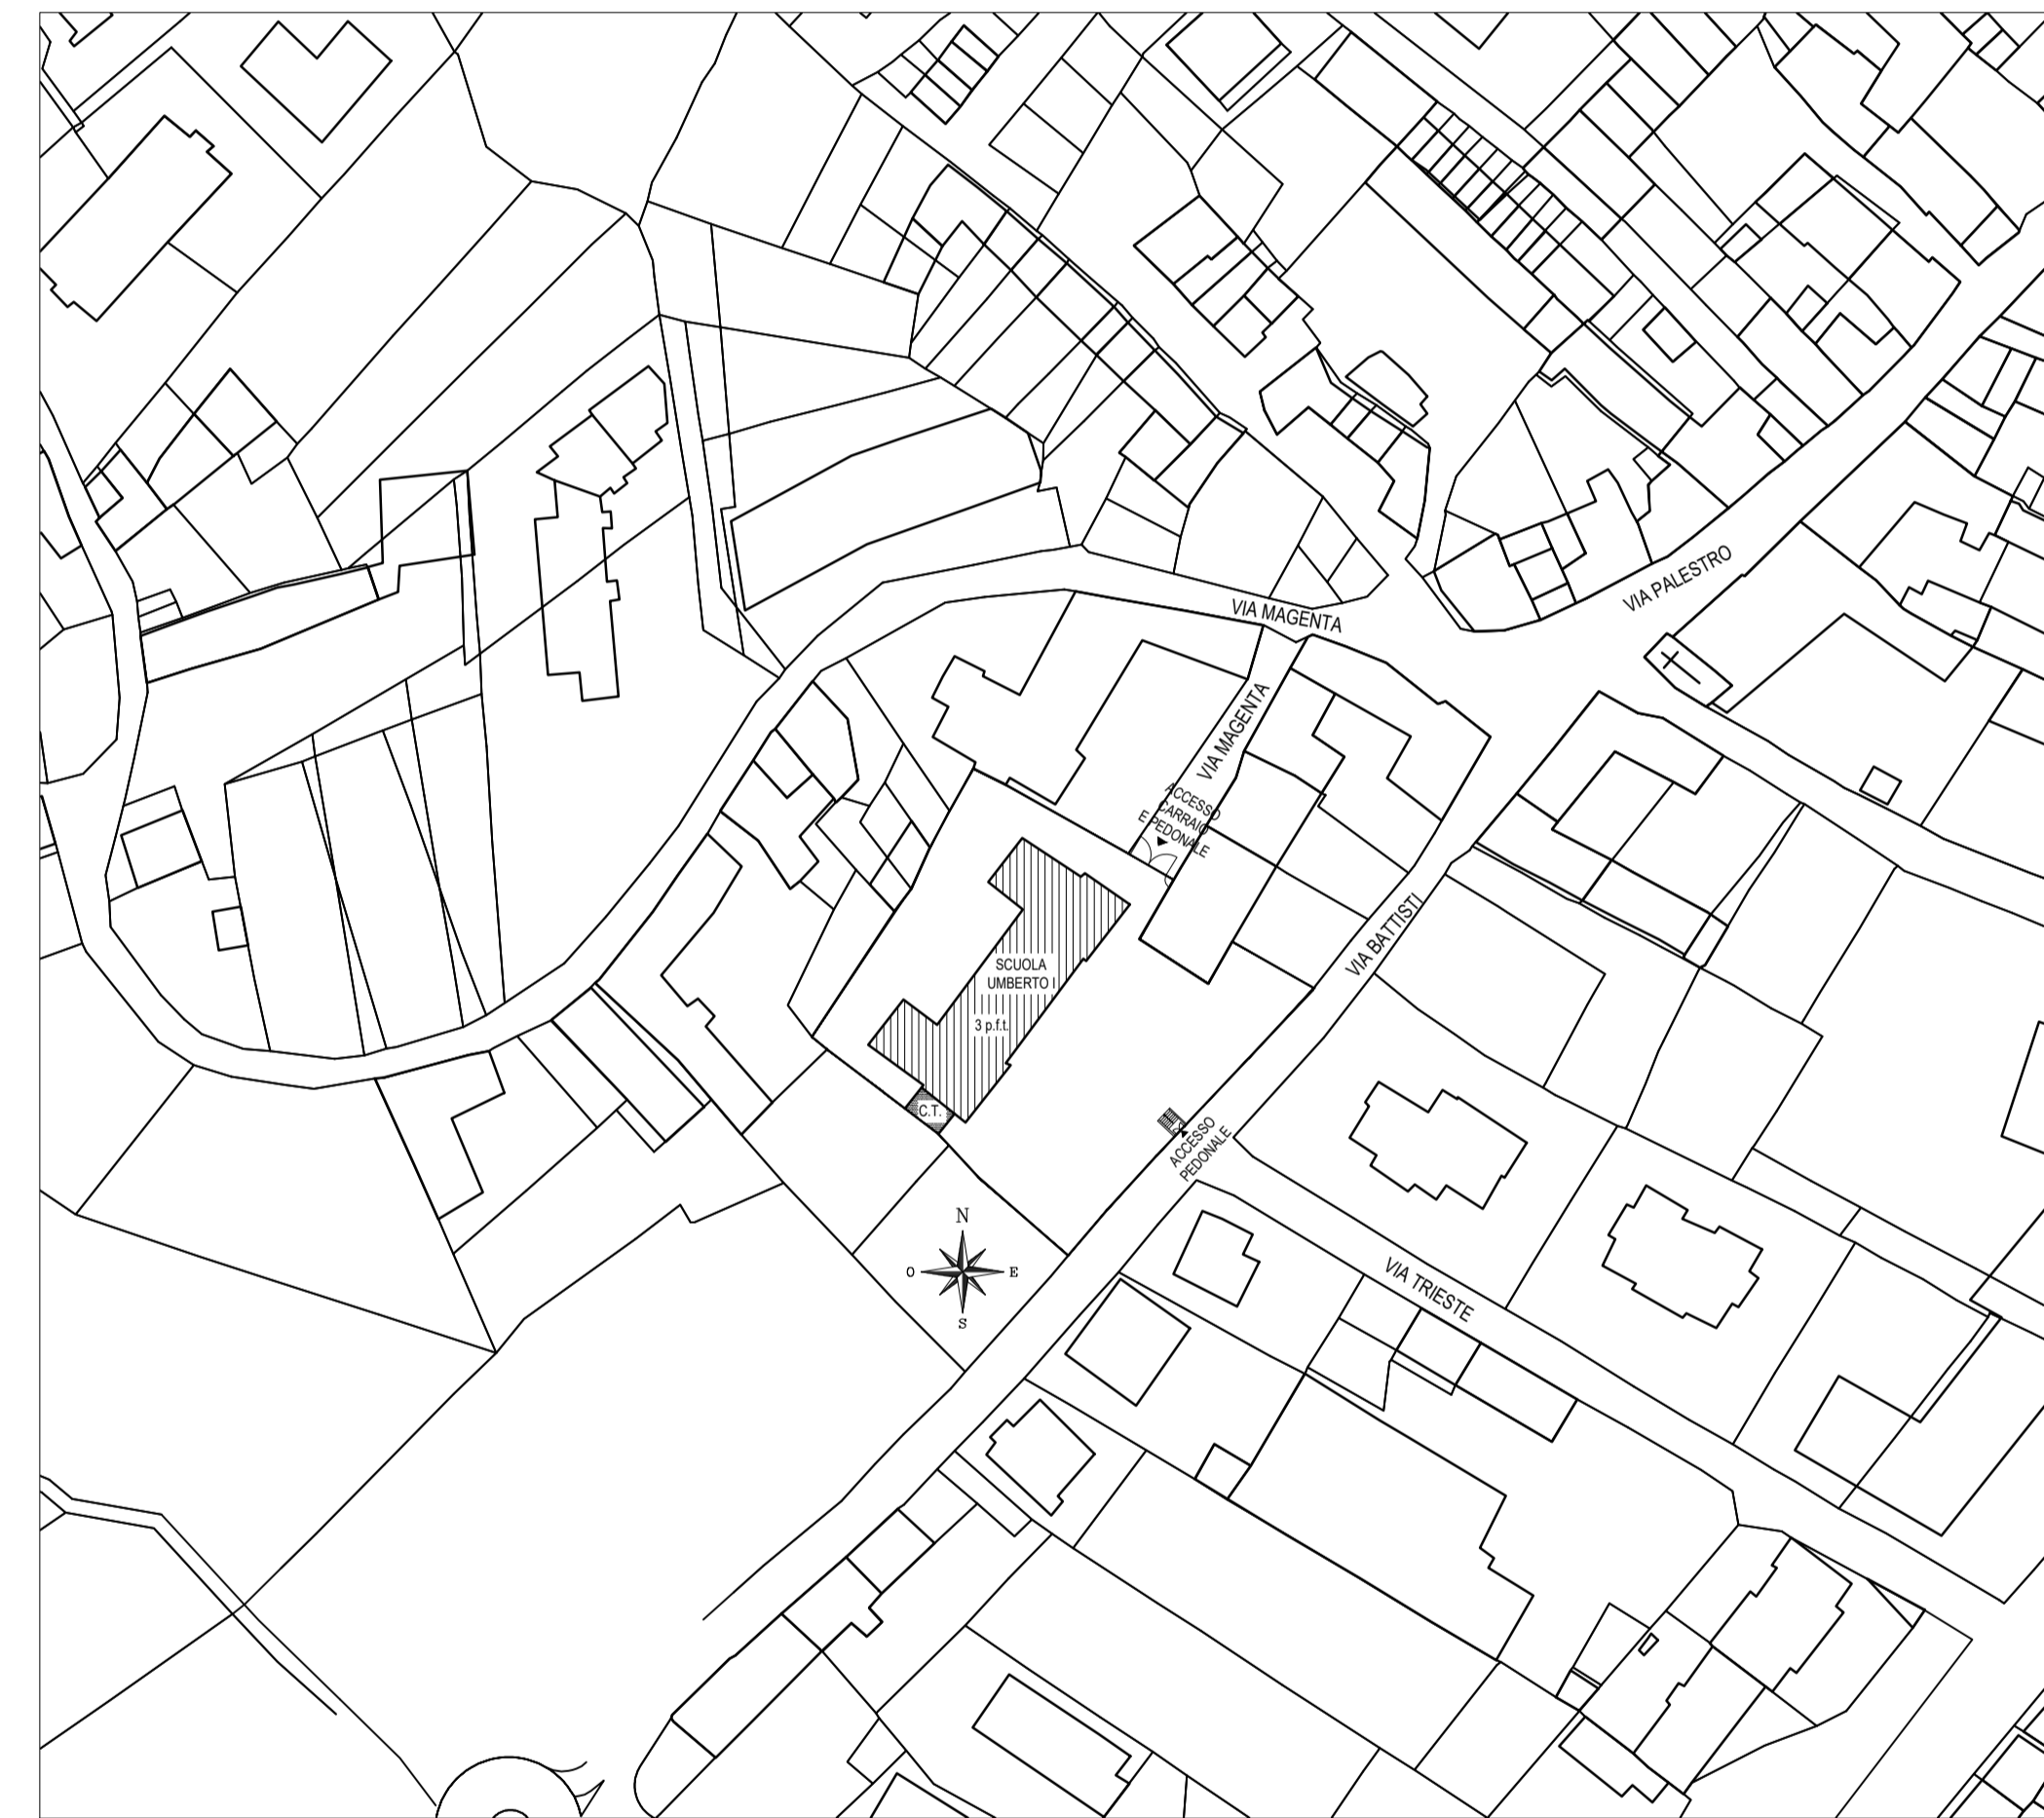 VIA PALESTRO
VIA MAGENTA
VIA MAGENTA
ACCESSO
CARRAIO
E PEDONALE
VIA BATTISTI
SCUOLA
UMBERTO I
3 p.f.t.
C.T.
ACCESSO
PEDONALE
N
O
E
S
VIA TRIESTE